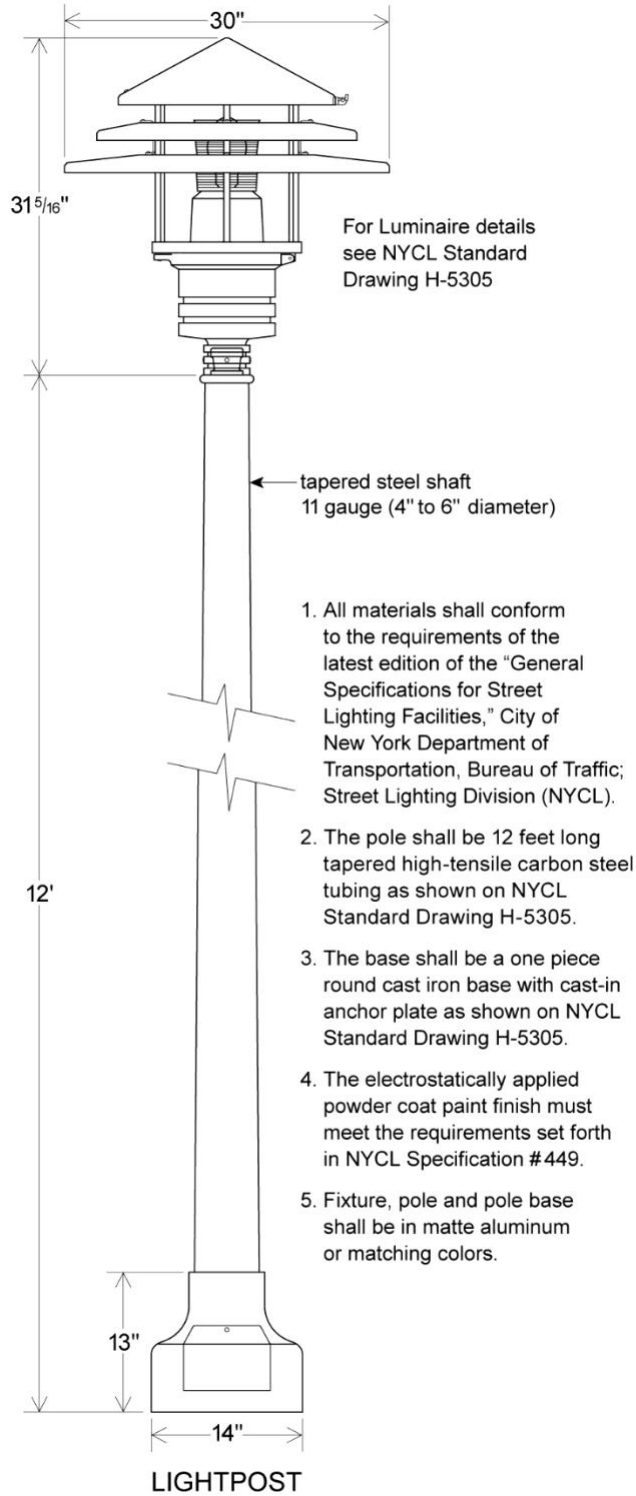 30"
31 5/16"
For Luminaire details
see NYCL Standard
Drawing H-5305
tapered steel shaft
11 gauge (4" to 6" diameter)
1. All materials shall conform
to the requirements of the
latest edition of the “General
Specifications for Street
Lighting Facilities,” City of
New York Department of
Transportation, Bureau of Traffic;
Street Lighting Division (NYCL).
2. The pole shall be 12 feet long
tapered high-tensile carbon steel
tubing as shown on NYCL
Standard Drawing H-5305.
12'
3. The base shall be a one piece
round cast iron base with cast-in
anchor plate as shown on NYCL
Standard Drawing H-5305.
4. The electrostatically applied
powder coat paint finish must
meet the requirements set forth
in NYCL Specification #449.
5. Fixture, pole and pole base
shall be in matte aluminum
or matching colors.
13"
14"
LIGHTPOST